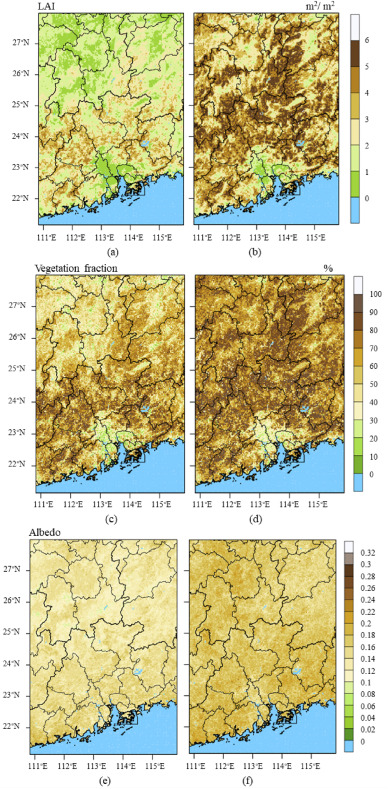 LAI
m²/ m²
27°N
26°N
25°N
24°N
23°N
22°N
6
5
4
3
2
1
0
111°E 112°E 113°E 114°E 115°E
111°E 112°E 113°E 114°E 115°E
(a)
(b)
Vegetation fraction
%
27°N
26°N
25°N
24°N
23°N
22°N
100
90
80
70
60
50
40
30
20
10
0
111°E 112°E 113°E 114°E 115°E
111°E 112°E 113°E 114°E 115°E
(c)
(d)
Albedo
27°N
26°N
25°N
24°N
23°N
22°N
0.32
0.3
0.28
0.26
0.24
0.22
0.2
0.18
0.16
0.14
0.12
0.1
0.08
0.06
0.04
0.02
0
111°E 112°E 113°E 114°E 115°E
111°E 112°E 113°E 114°E 115°E
(e)
(f)